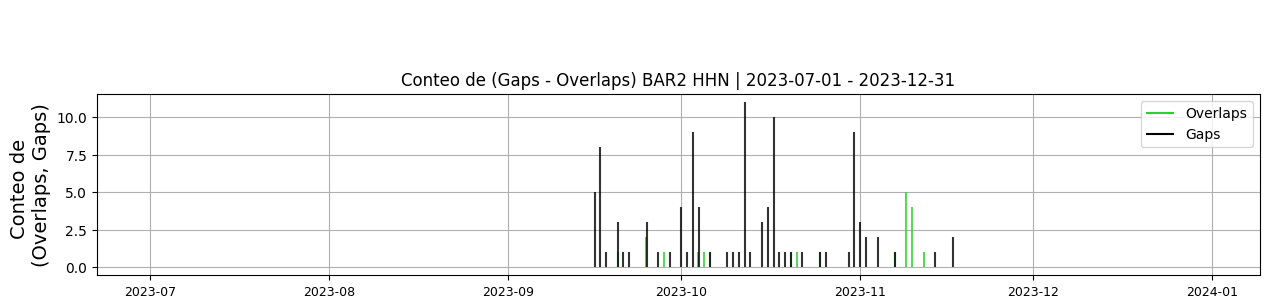 Conteo de (Gaps - Overlaps) BAR2 HHN | 2023-07-01 - 2023-12-31
Conteo de
(Overlaps, Gaps)
10.0
7.5
5.0
2.5
0.0
Overlaps
Gaps
2023-07
2023-08
2023-09
2023-10
2023-11
2023-12
2024-01